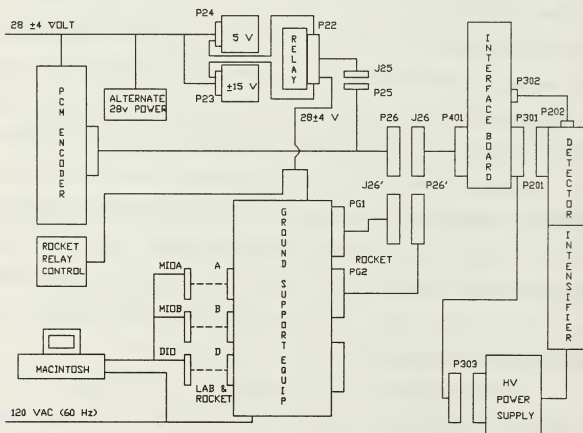 28 ±4 VOLT
P24
5 V
P22
RELAY
P23
±15 V
J25
P25
28±4 V
PCM ENCODER
ALTERNATE
28v POWER
P26
J26
P401
INTERFACE BOARD
P302
P301
P202
P201
DETECTOR
INTENSIFIER
J26'
P26'
ROCKET
PG1
PG2
GROUND SUPPORT EQUIP
ROCKET
RELAY
CONTROL
MIOA
A
MIOB
B
DIO
D
LAB &
ROCKET
MACINTOSH
P303
HV
POWER
SUPPLY
120 VAC (60 Hz)